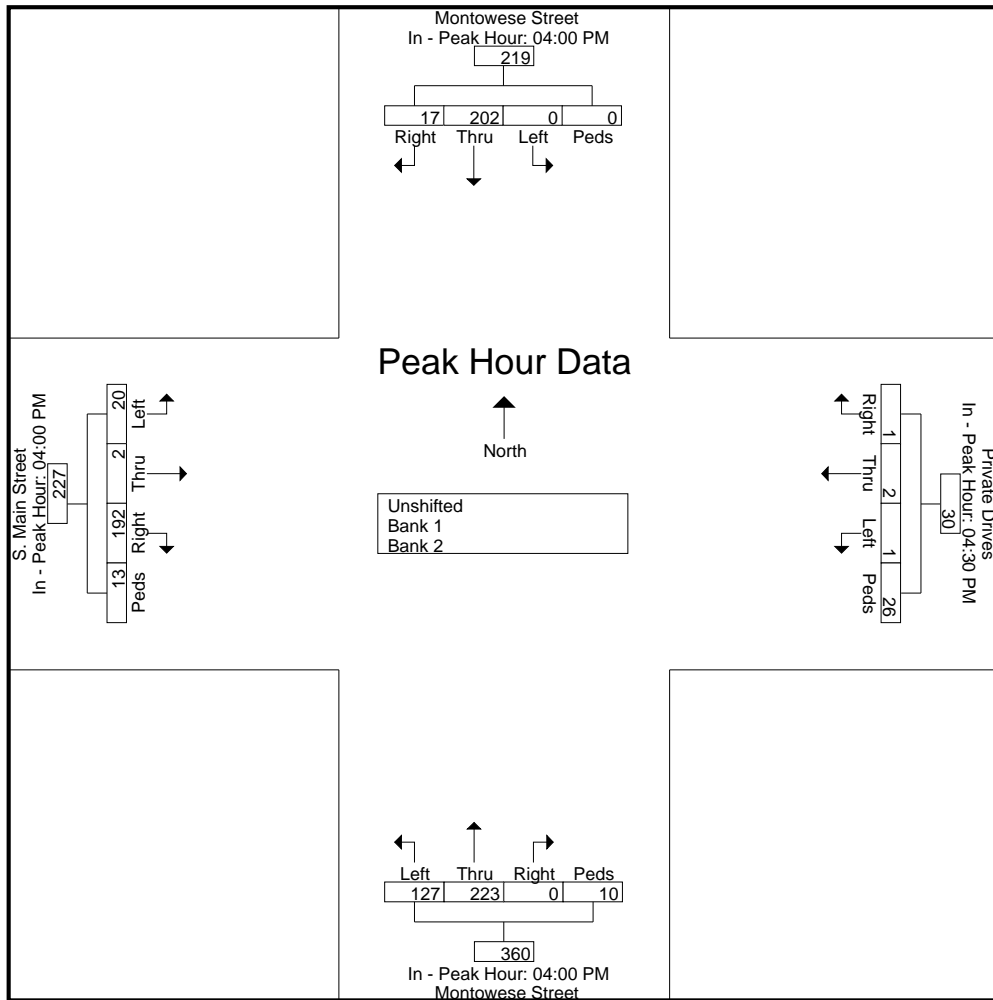 Montowese Street
In - Peak Hour: 04:00 PM
219
17 202 0 0
Right Thru Left Peds
Peak Hour Data
North
Unshifted
Bank 1
Bank 2
S. Main Street
In - Peak Hour: 04:00 PM
227
20 2 192 13
Left Thru Right Peds
Private Drives
In - Peak Hour: 04:30 PM
30
1 2 1 26
Right Thru Left Peds
Left Thru Right Peds
127 223 0 10
360
In - Peak Hour: 04:00 PM
Montowese Street